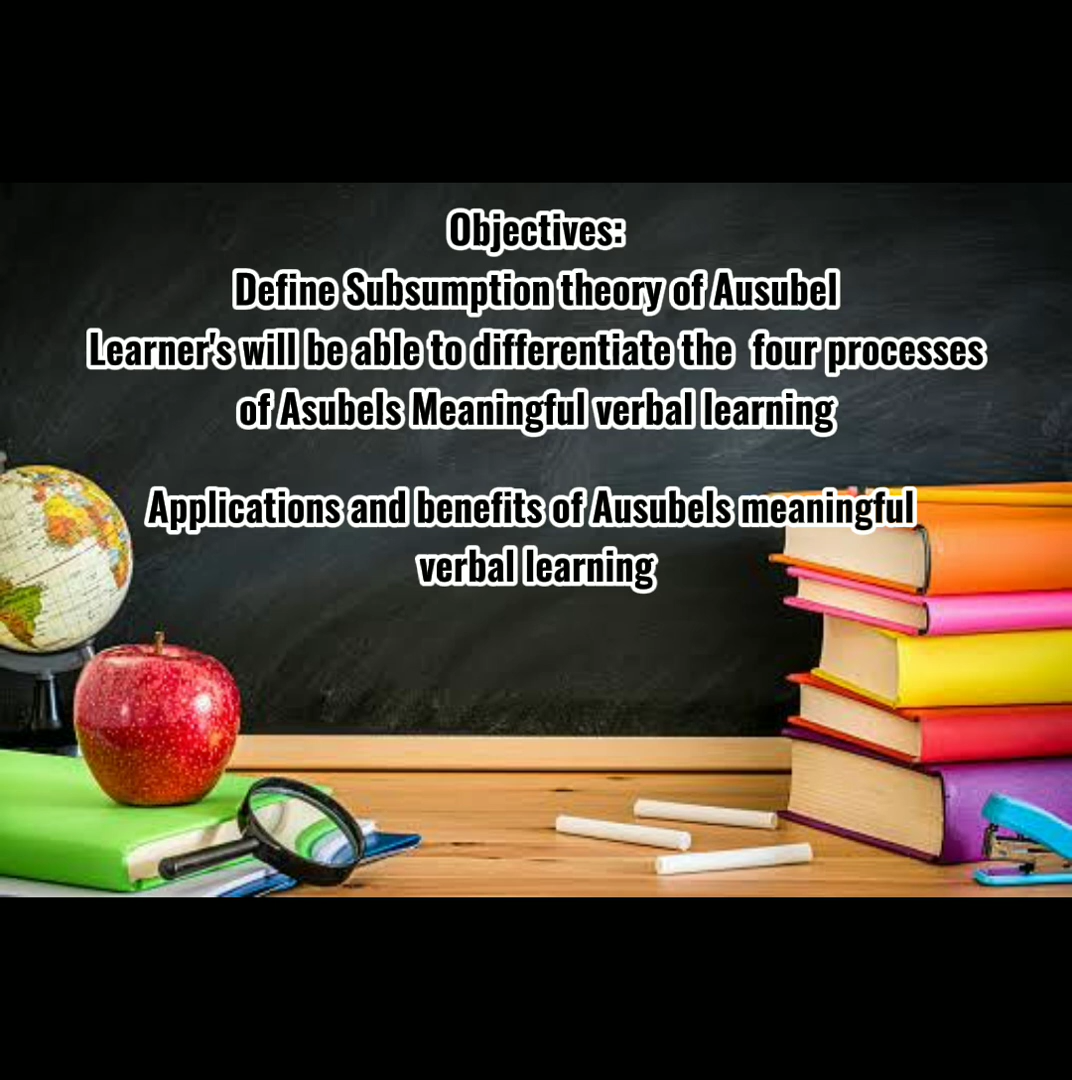 Objectives:
Define Subsumption theory of Ausubel
Learner's will be able to differentiate the  four processes
of Asubels Meaningful verbal learning
Applications and benefits of Ausubels meaningful
verbal learning